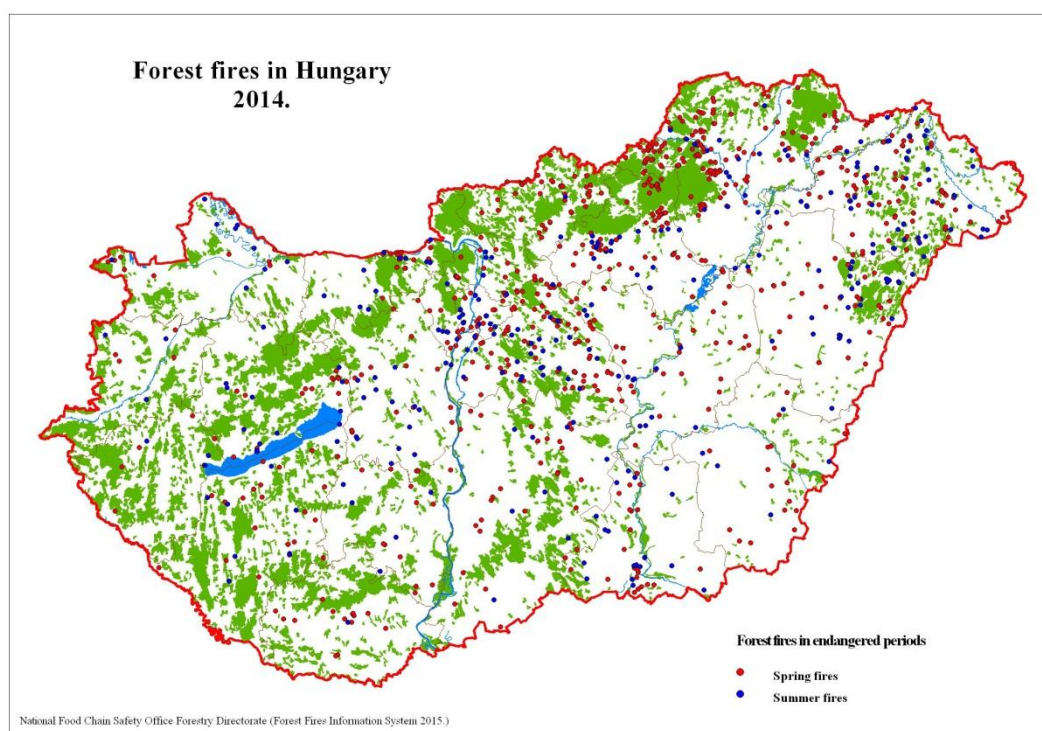 Forest fires in Hungary
2014.
Forest fires in endangered periods
Spring fires
Summer fires
National Food Chain Safety Office Forestry Directorate (Forest Fires Information System 2015.)